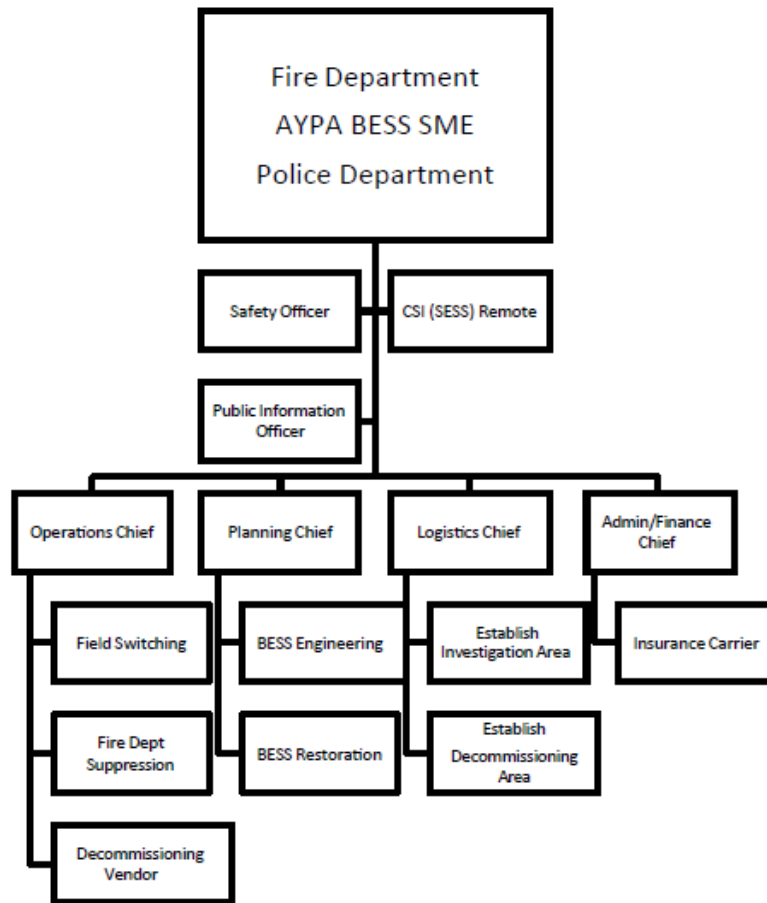 Fire Department
AYPA BESS SME
Police Department
Safety Officer
CSI (SESS) Remote
Public Information
Officer
Operations Chief
Planning Chief
Logistics Chief
Admin/Finance
Chief
Field Switching
BESS Engineering
Establish
Investigation Area
Insurance Carrier
Fire Dept
Suppression
BESS Restoration
Establish
Decommissioning
Area
Decommissioning
Vendor